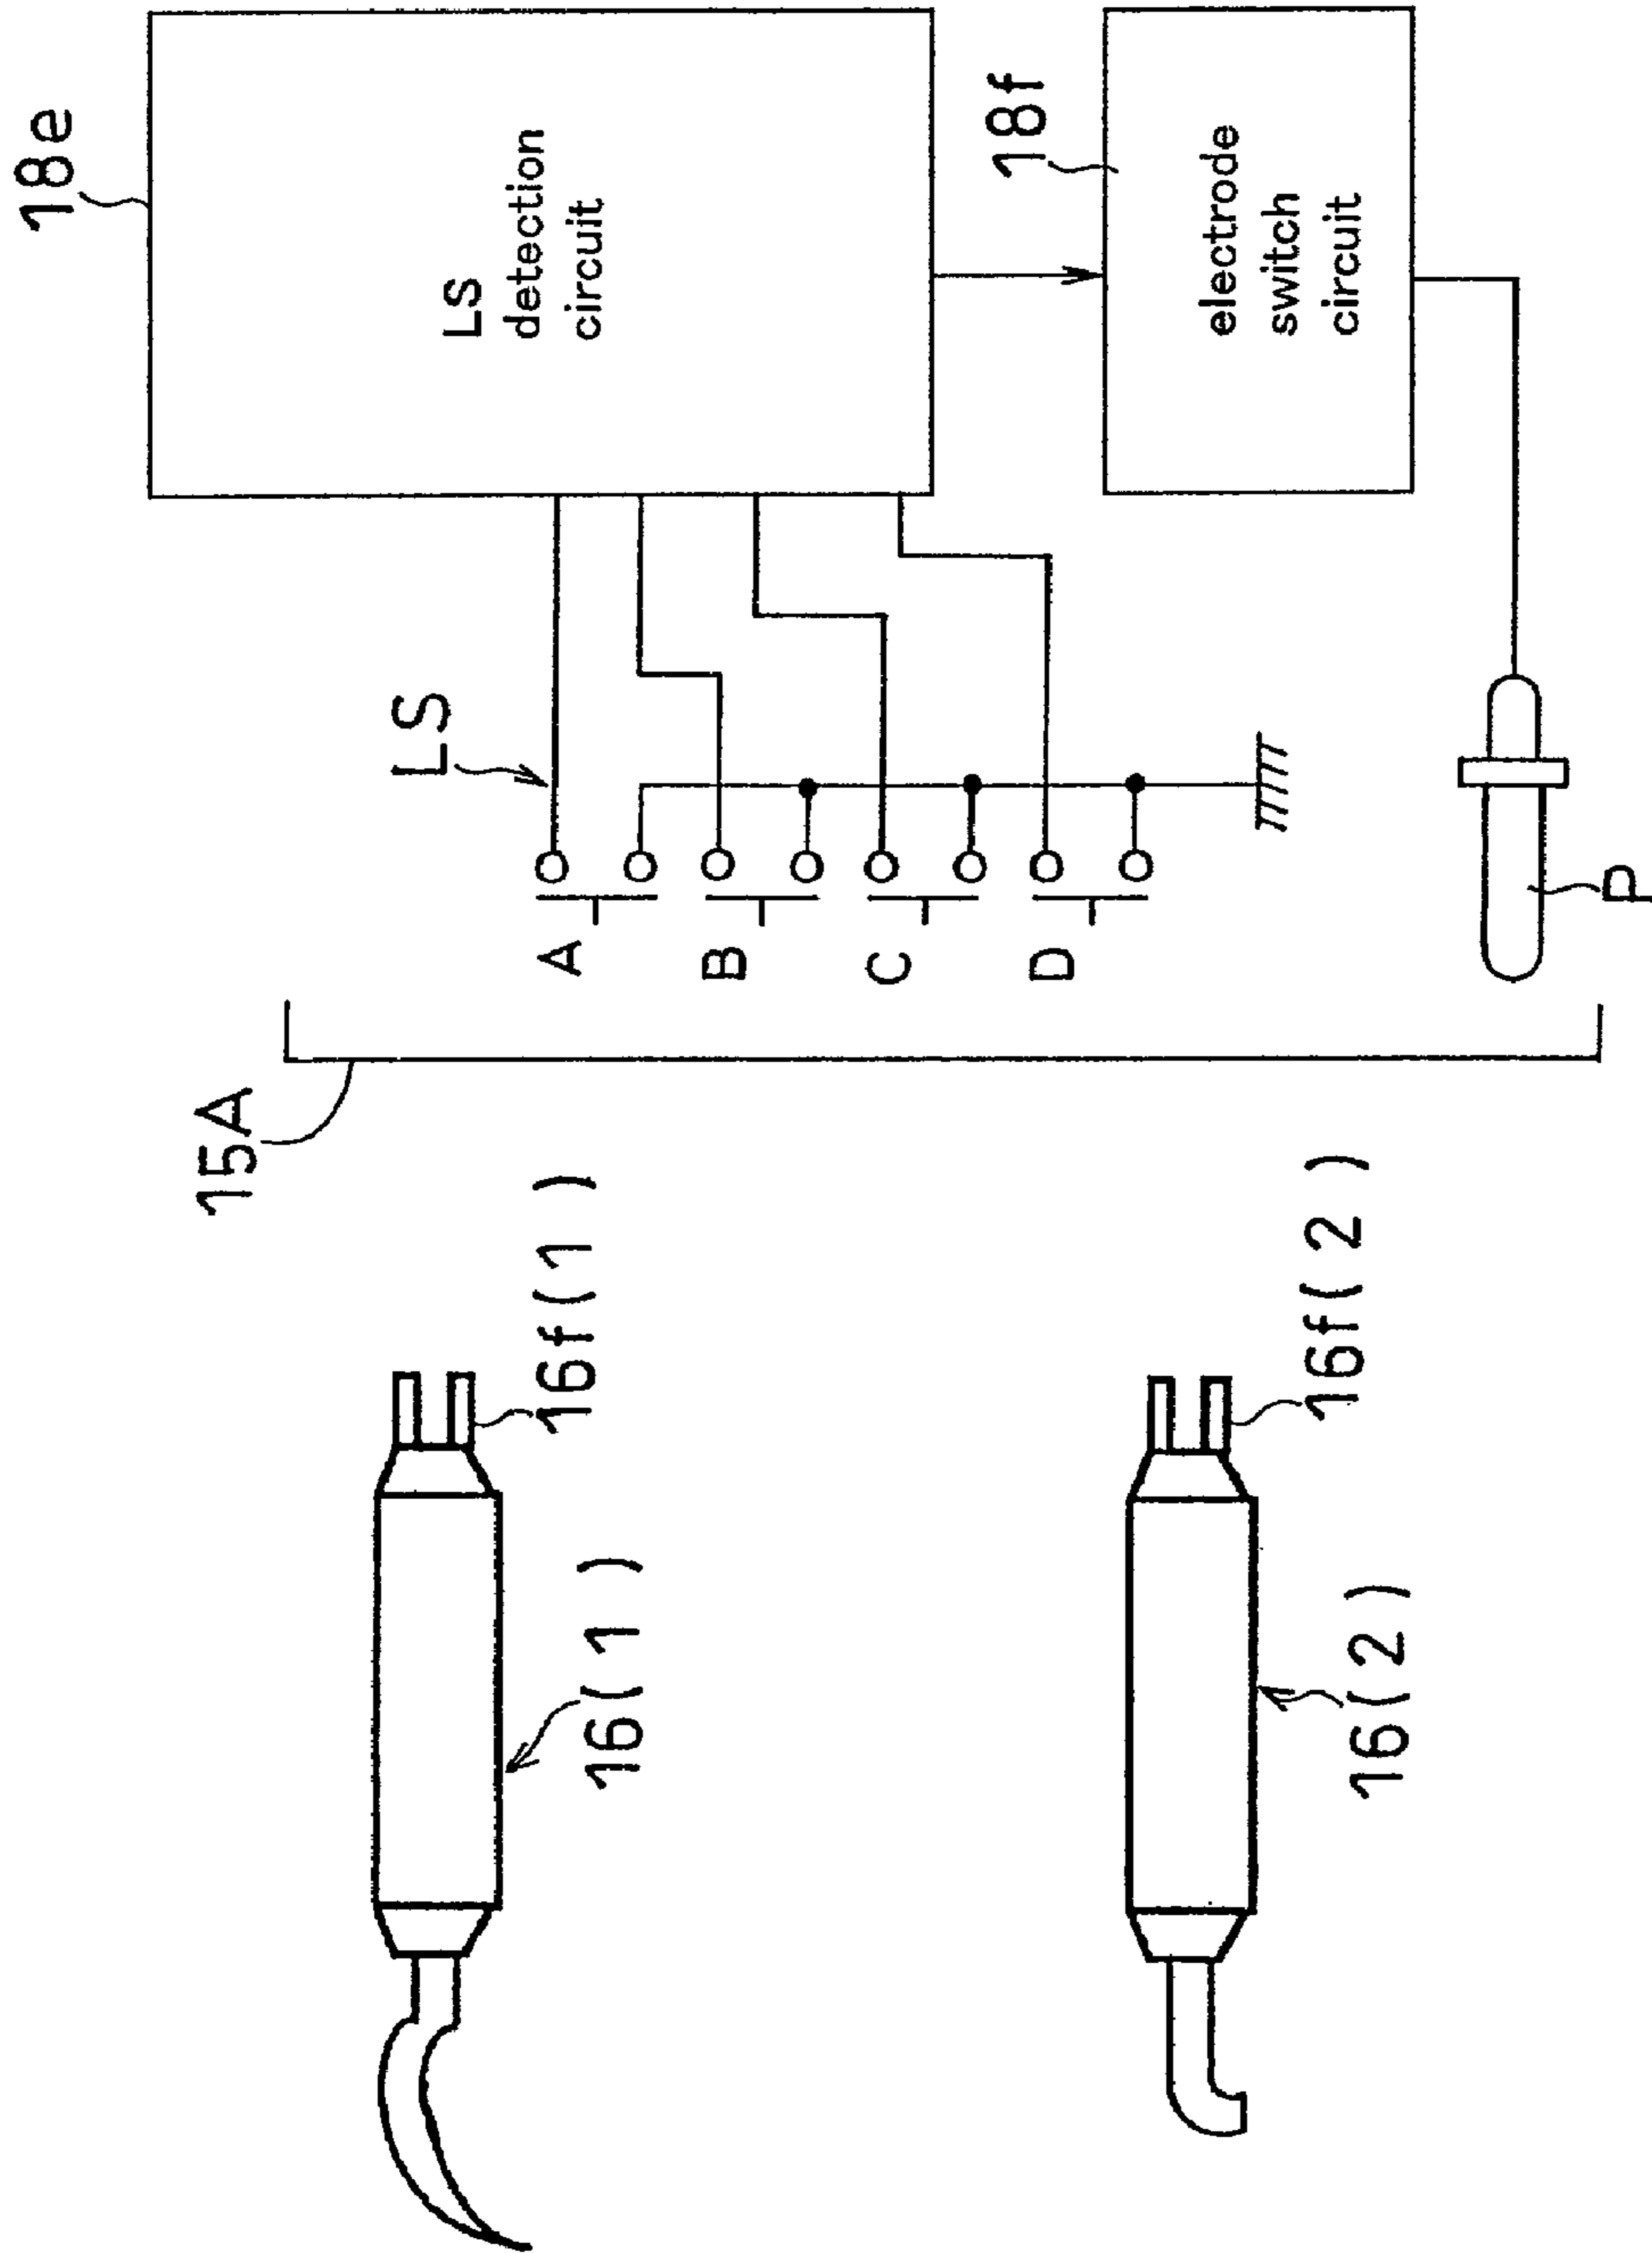 18e
15A
LS
LS
detection
circuit
A
16f(1)
16(1)
B
C
18f
D
electrode
switch
circuit
16f(2)
16(2)
P